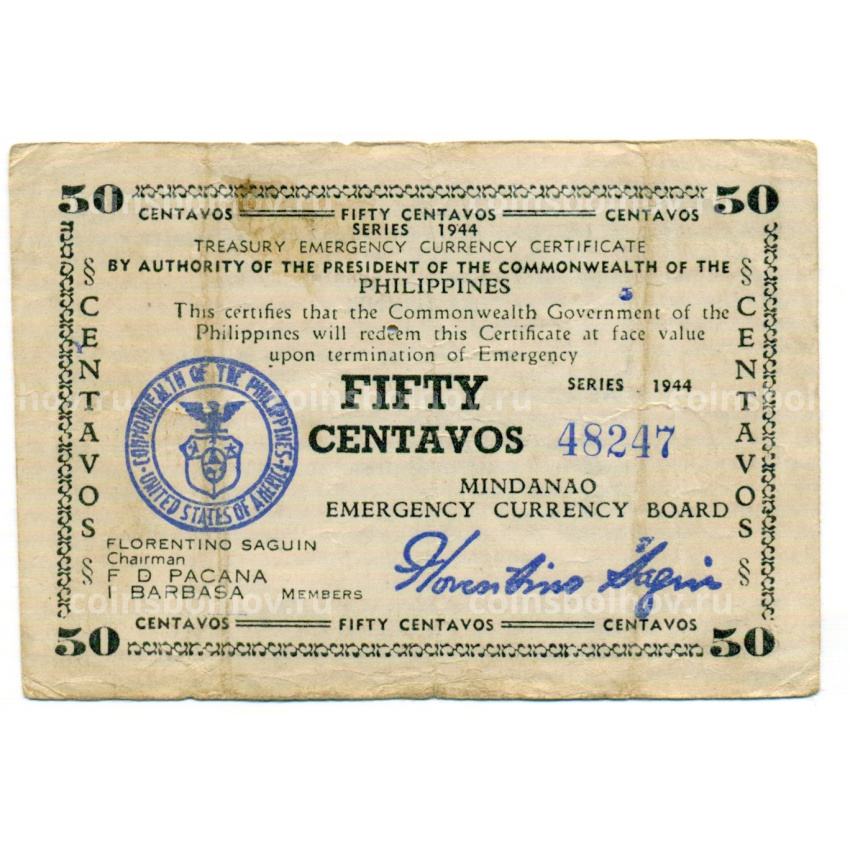 50 50
CENTAVOS FIFTY CENTAVOS CENTAVOS
SERIES 1944
TREASURY EMERGENCY CURRENCY CERTIFICATE
BY AUTHORITY OF THE PRESIDENT OF THE COMMONWEALTH OF THE
PHILIPPINES
This certifies that the Commonwealth Government of the
Philippines will redeem this Certificate at face value
upon termination of Emergency
§ CENTAVOS §
§ CENTAVOS §
COMMONWEALTH OF THE PHILIPPINES
UNITED STATES OF AMERICA
FIFTY SERIES . 1944
CENTAVOS 48247
MINDANAO
EMERGENCY CURRENCY BOARD
FLORENTINO SAGUIN
Chairman
F D PACANA
I BARBASA MEMBERS
Florentino Saguin
CENTAVOS FIFTY CENTAVOS CENTAVOS
50 50
coinsbolhov.ru
coinsbolhov.ru